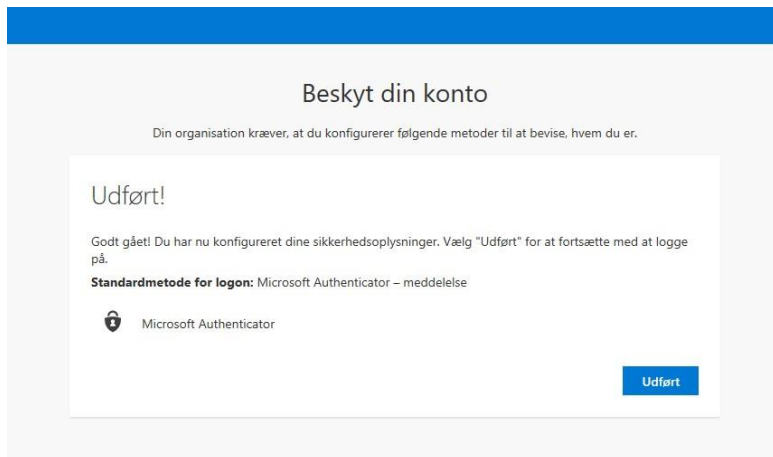 Beskyt din konto
Din organisation kræver, at du konfigurerer følgende metoder til at bevise, hvem du er.
Udført!
Godt gået! Du har nu konfigureret dine sikkerhedsoplysninger. Vælg "Udført" for at fortsætte med at logge
på.
Standardmetode for logon: Microsoft Authenticator – meddelelse
Microsoft Authenticator
Udført